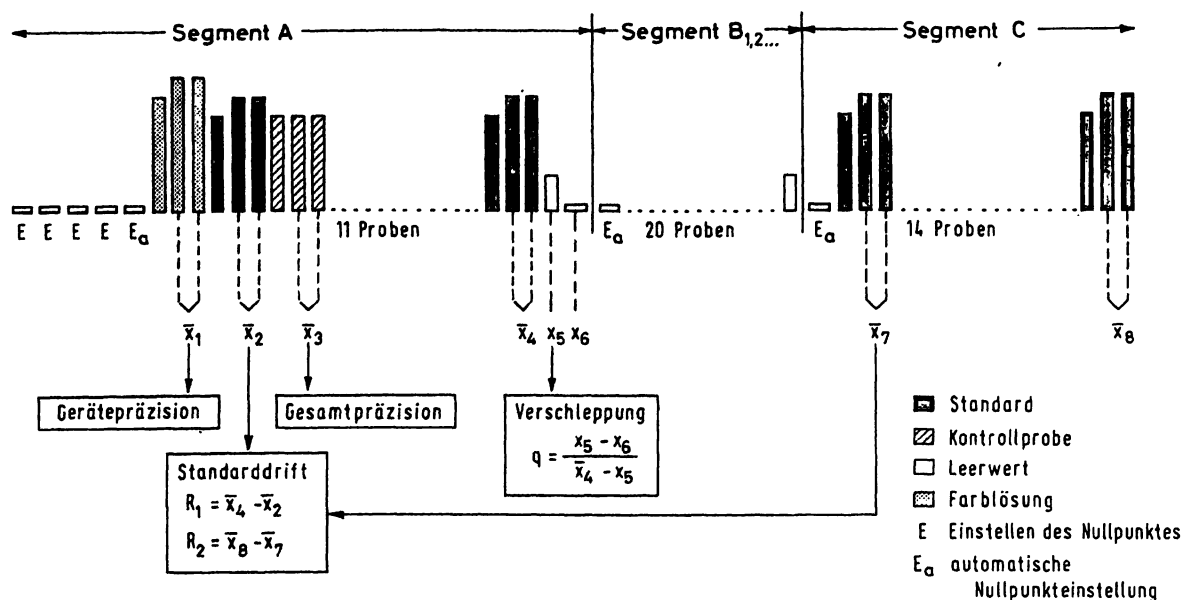 Segment A
Segment B1,2...
Segment C
E E E E Ea
11 Proben
Ea
20 Proben
Ea
14 Proben
x̄1 x̄2 x̄3 x̄4 x5 x6 x̄7 x̄8
Gerätepräzision
Gesamtpräzision
Verschleppung
q = (x5 - x6) / (x̄4 - x5)
Standarddrift
R1 = x̄4 - x̄2
R2 = x̄8 - x̄7
Standard
Kontrollprobe
Leerwert
Farblösung
E Einstellen des Nullpunktes
Ea automatische
Nullpunkteinstellung